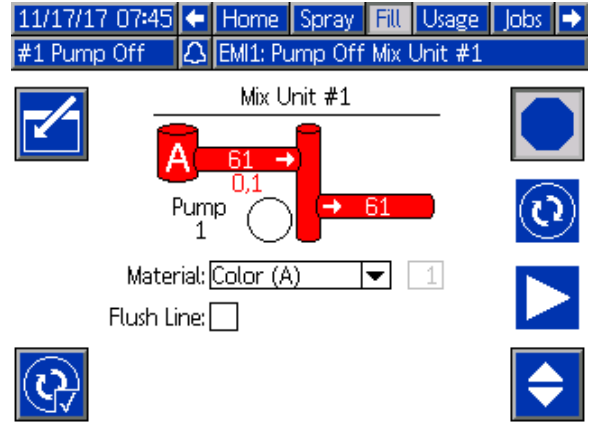 11/17/17 07:45 Home Spray Fill Usage Jobs
#1 Pump Off EMI1: Pump Off Mix Unit #1
Mix Unit #1
A 61
0,1
Pump
1
61
Material: Color (A) 1
Flush Line: